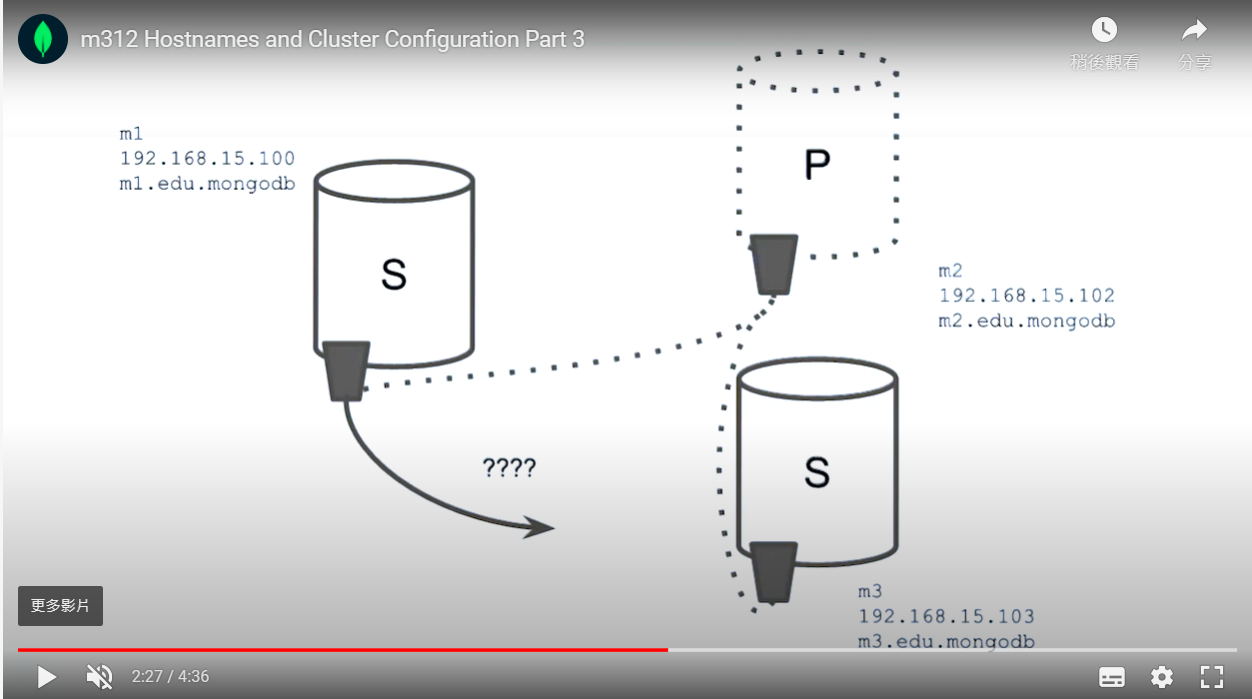 m312 Hostnames and Cluster Configuration Part 3
稍後觀看
分享
m1
192.168.15.100
m1.edu.mongodb
S
P
m2
192.168.15.102
m2.edu.mongodb
????
S
m3
192.168.15.103
m3.edu.mongodb
更多影片
2:27 / 4:36